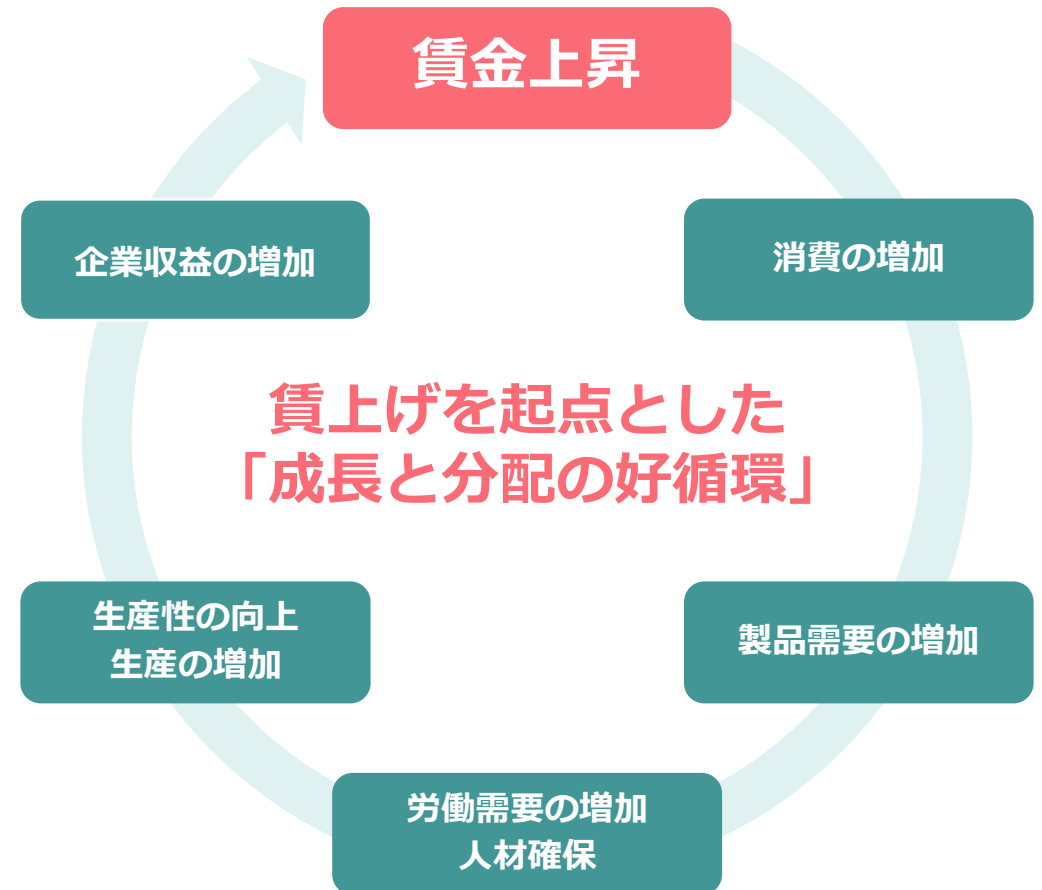 賃金上昇
消費の増加
製品需要の増加
労働需要の増加
人材確保
生産性の向上
生産の増加
企業収益の増加
賃上げを起点とした
「成長と分配の好循環」